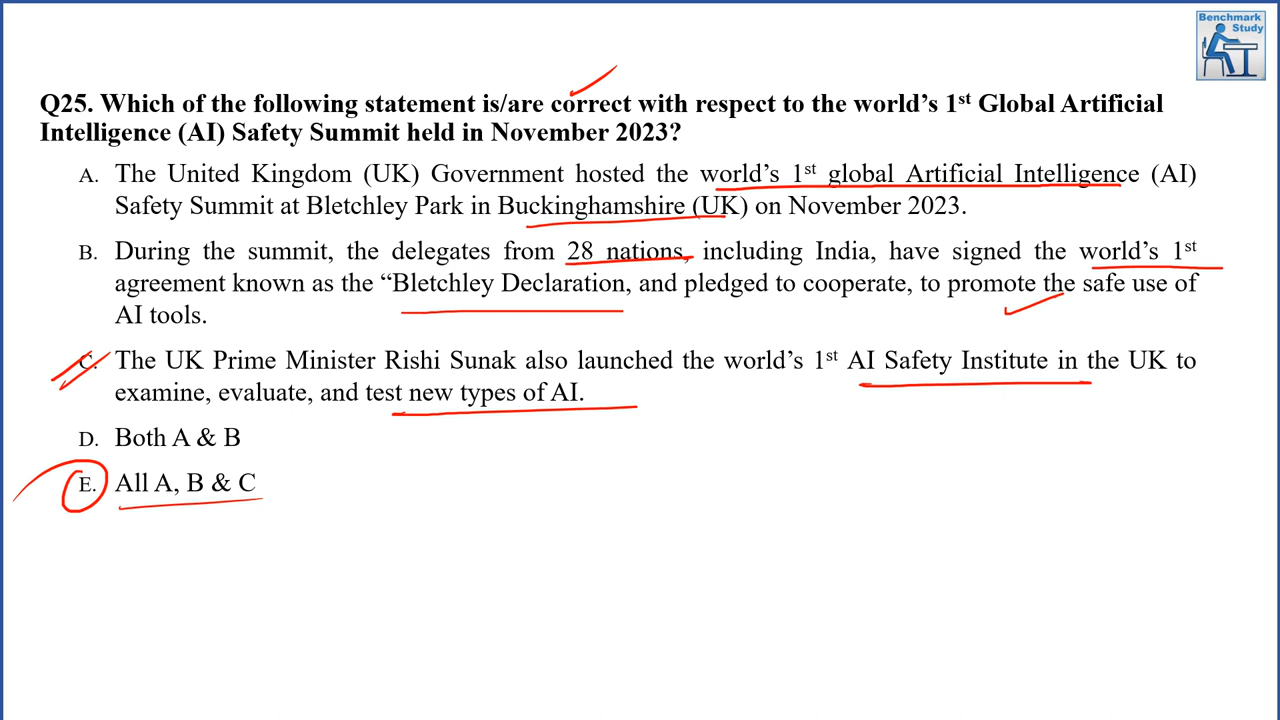 Benchmark
Study
Q25. Which of the following statement is/are correct with respect to the world’s 1st Global Artificial
Intelligence (AI) Safety Summit held in November 2023?
A. The United Kingdom (UK) Government hosted the world’s 1st global Artificial Intelligence (AI)
Safety Summit at Bletchley Park in Buckinghamshire (UK) on November 2023.
B. During the summit, the delegates from 28 nations, including India, have signed the world’s 1st
agreement known as the “Bletchley Declaration, and pledged to cooperate, to promote the safe use of
AI tools.
C. The UK Prime Minister Rishi Sunak also launched the world’s 1st AI Safety Institute in the UK to
examine, evaluate, and test new types of AI.
D. Both A & B
E. All A, B & C